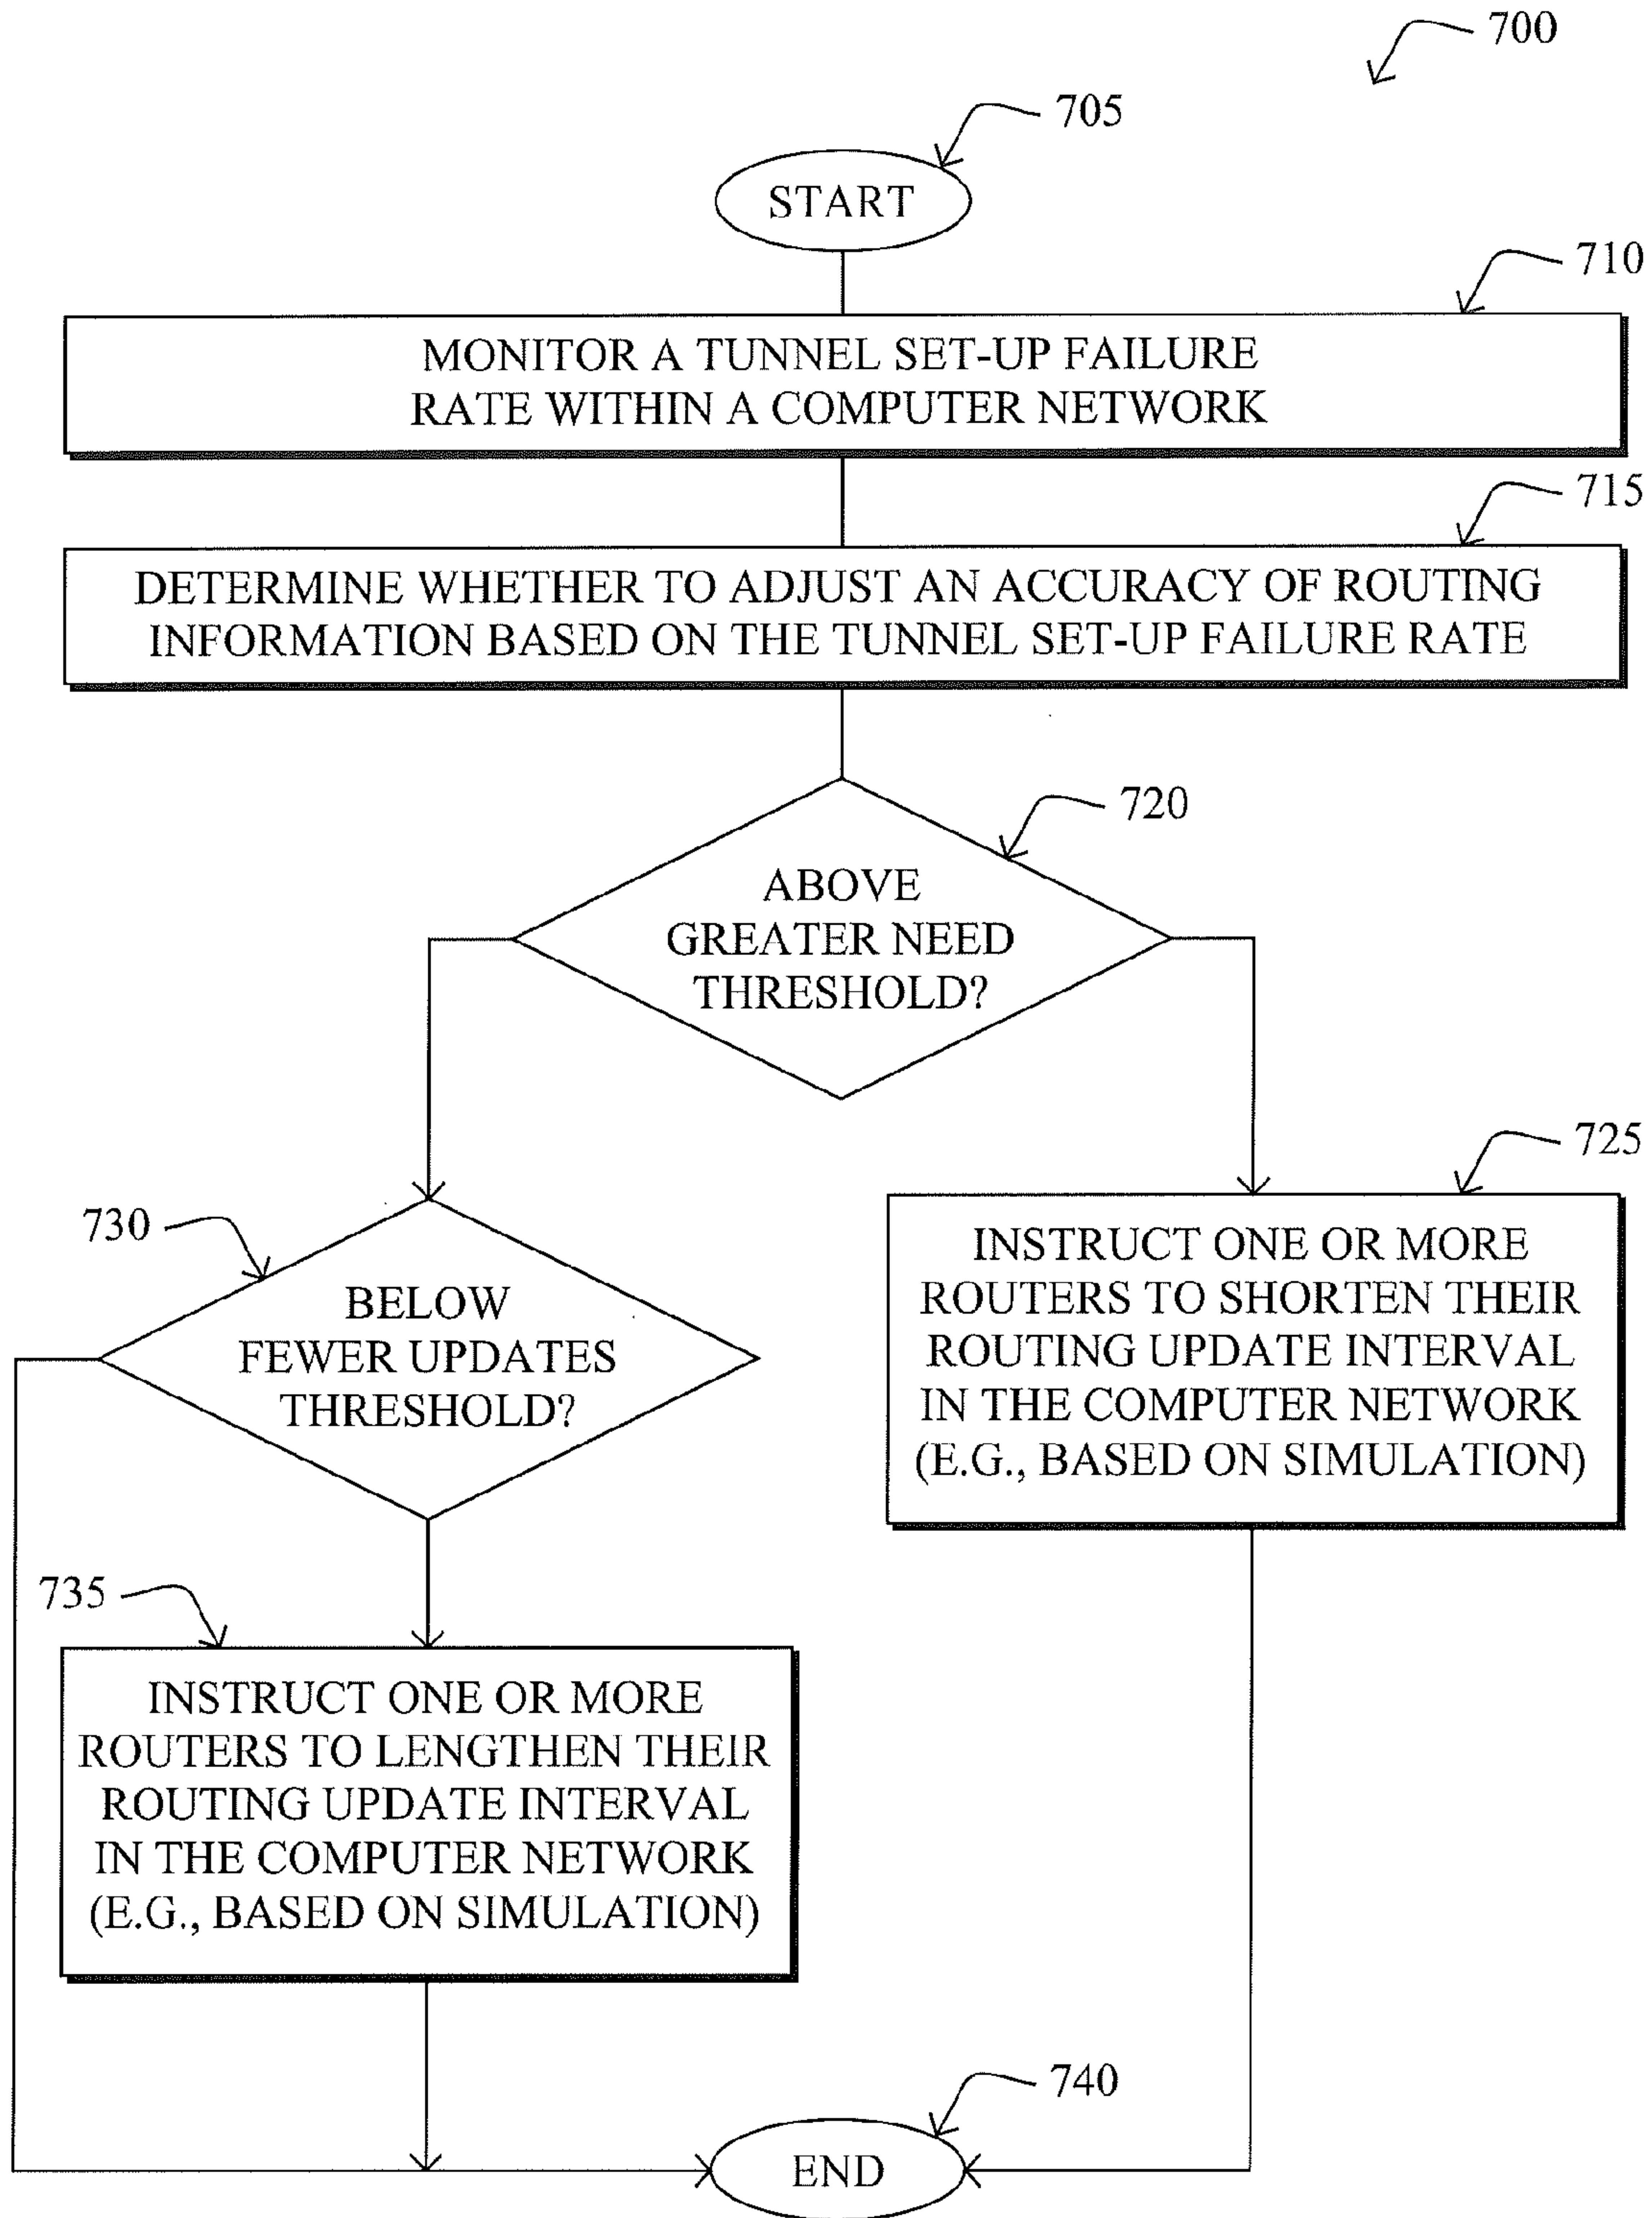 700
705
START
710
MONITOR A TUNNEL SET-UP FAILURE
RATE WITHIN A COMPUTER NETWORK
715
DETERMINE WHETHER TO ADJUST AN ACCURACY OF ROUTING
INFORMATION BASED ON THE TUNNEL SET-UP FAILURE RATE
720
ABOVE
GREATER NEED
THRESHOLD?
725
INSTRUCT ONE OR MORE
ROUTERS TO SHORTEN THEIR
ROUTING UPDATE INTERVAL
IN THE COMPUTER NETWORK
(E.G., BASED ON SIMULATION)
730
BELOW
FEWER UPDATES
THRESHOLD?
735
INSTRUCT ONE OR MORE
ROUTERS TO LENGTHEN THEIR
ROUTING UPDATE INTERVAL
IN THE COMPUTER NETWORK
(E.G., BASED ON SIMULATION)
740
END